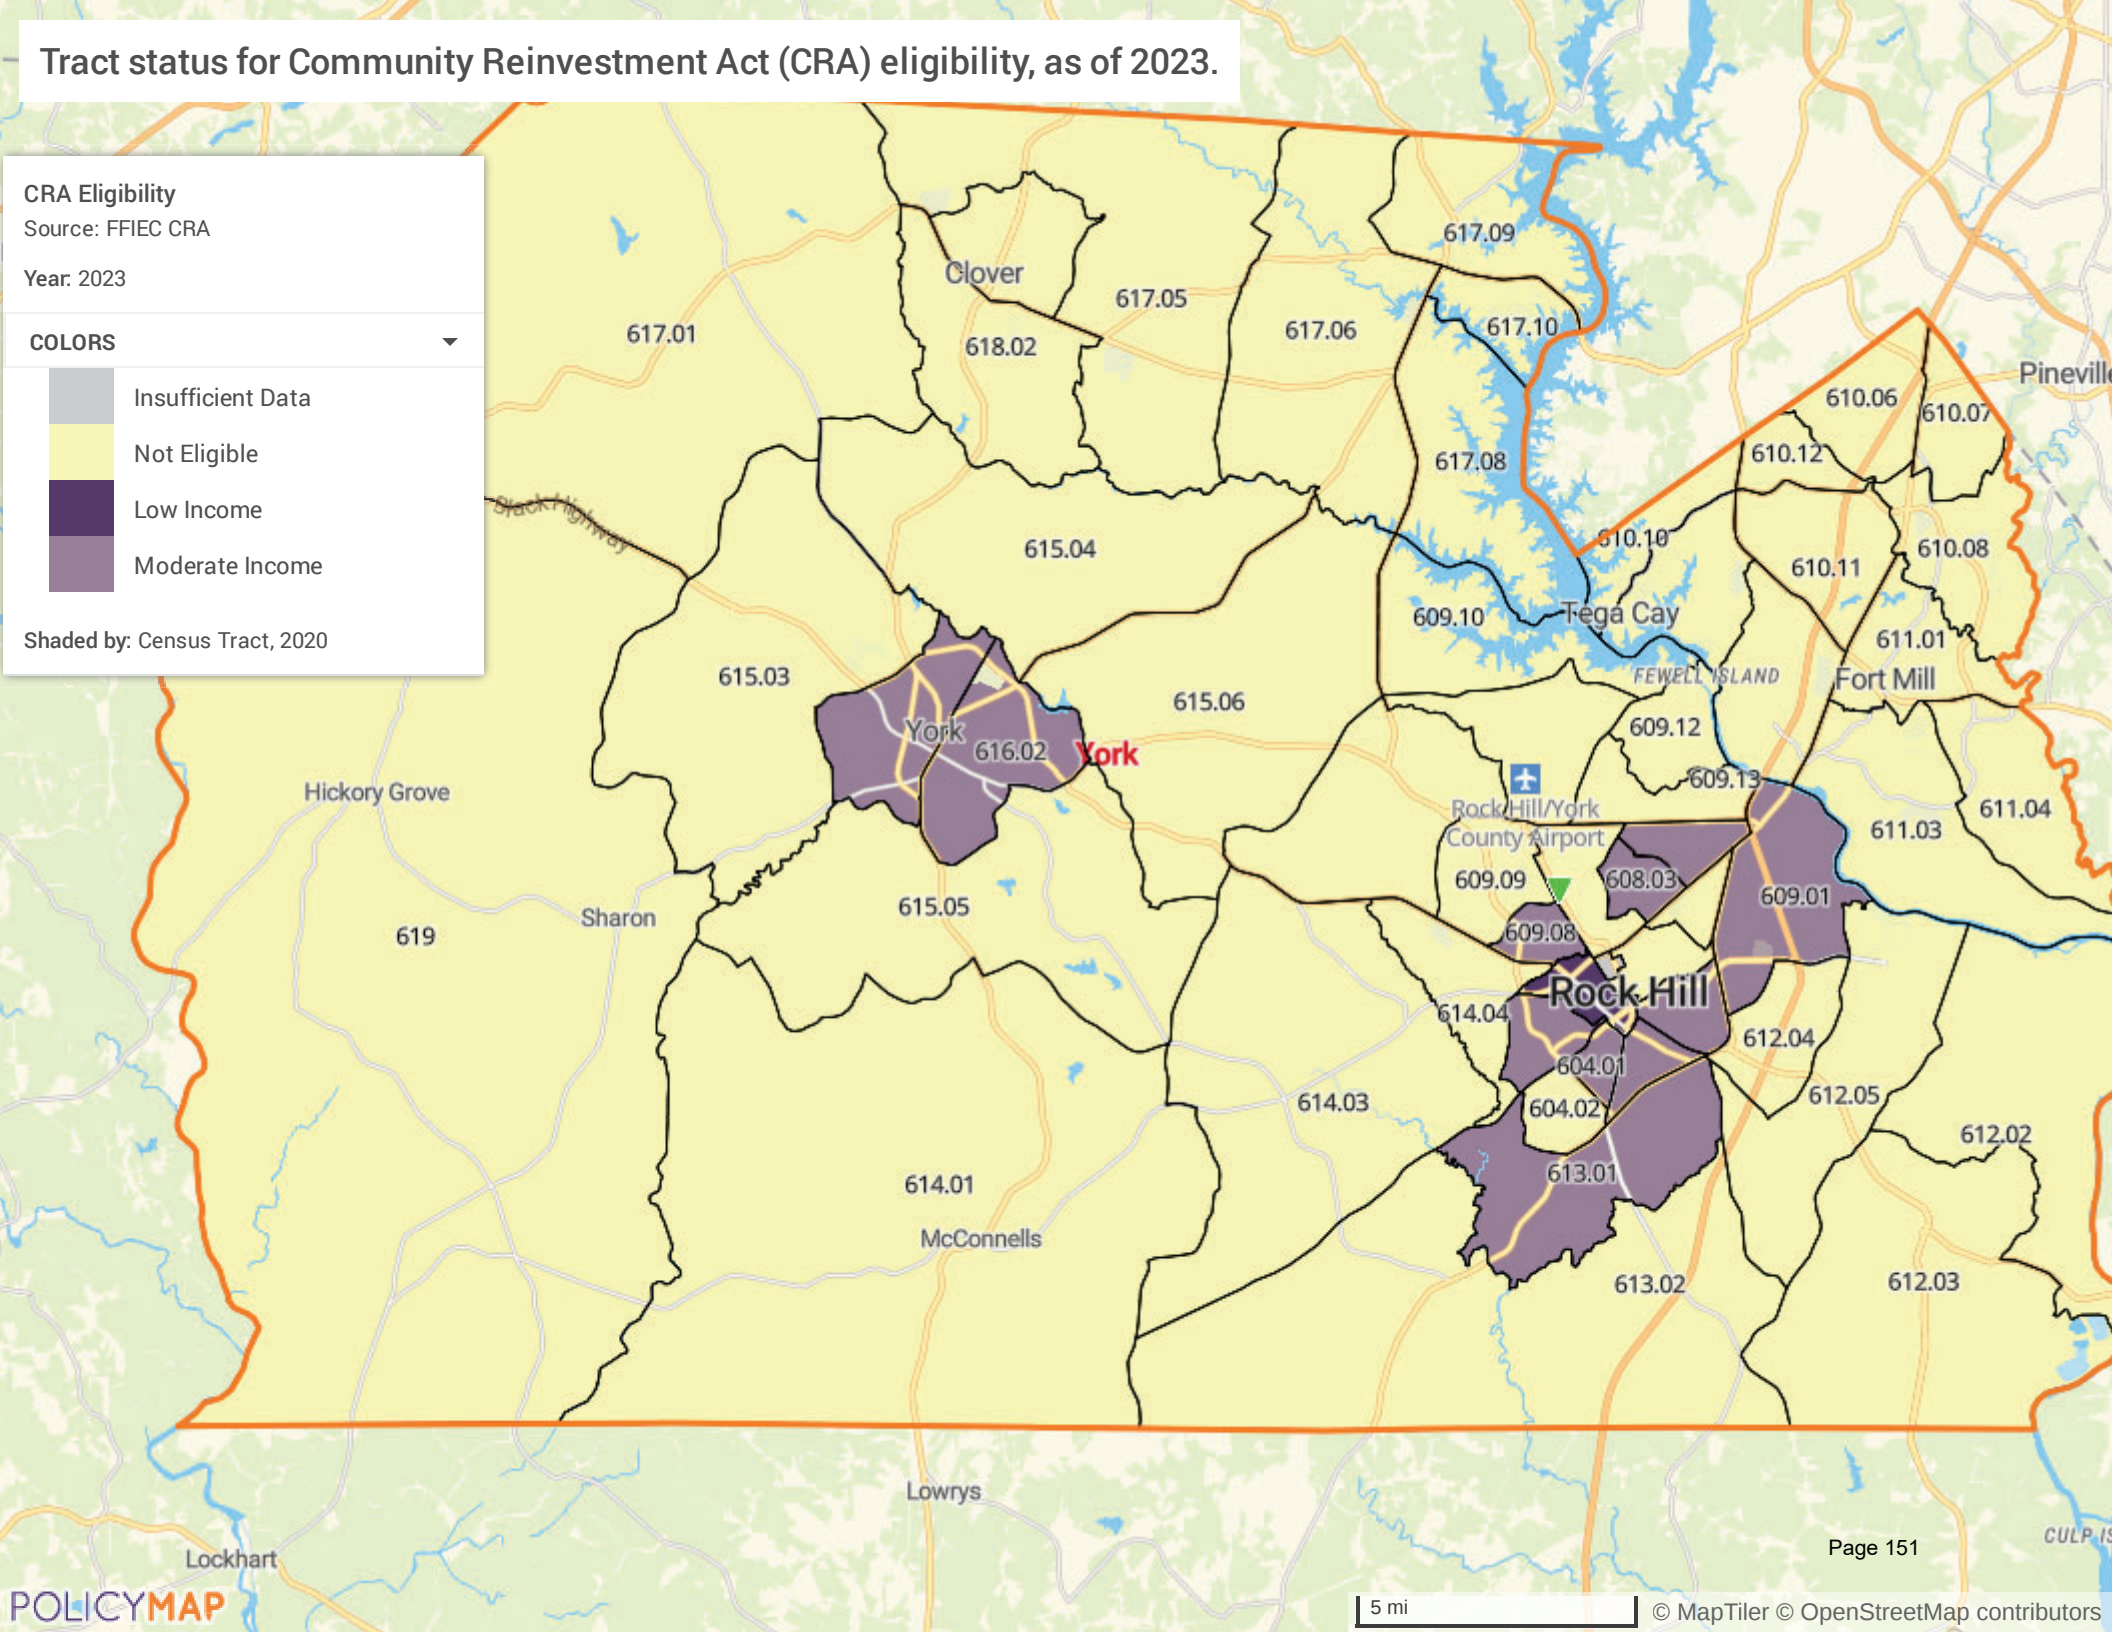 Tract status for Community Reinvestment Act (CRA) eligibility, as of 2023.
CRA Eligibility
Source: FFIEC CRA
Year: 2023
COLORS
Insufficient Data
Not Eligible
Low Income
Moderate Income
Shaded by: Census Tract, 2020
617.09
Clover
617.05
617.01
617.06
617.10
618.02
Pineville
610.06
610.07
617.08
610.12
Black Highway
610.10
615.04
610.08
610.11
609.10
Tega Cay
611.01
615.03
FEWELL ISLAND
Fort Mill
615.06
609.12
York
616.02
York
609.13
Hickory Grove
Rock Hill/York
County Airport
611.04
611.03
609.09
608.03
609.01
615.05
Sharon
619
609.08
Rock Hill
614.04
612.04
604.01
612.05
614.03
604.02
612.02
613.01
614.01
McConnells
612.03
613.02
Lowrys
CULP IS
Page 151
Lockhart
POLICYMAP
5 mi
© MapTiler © OpenStreetMap contributors